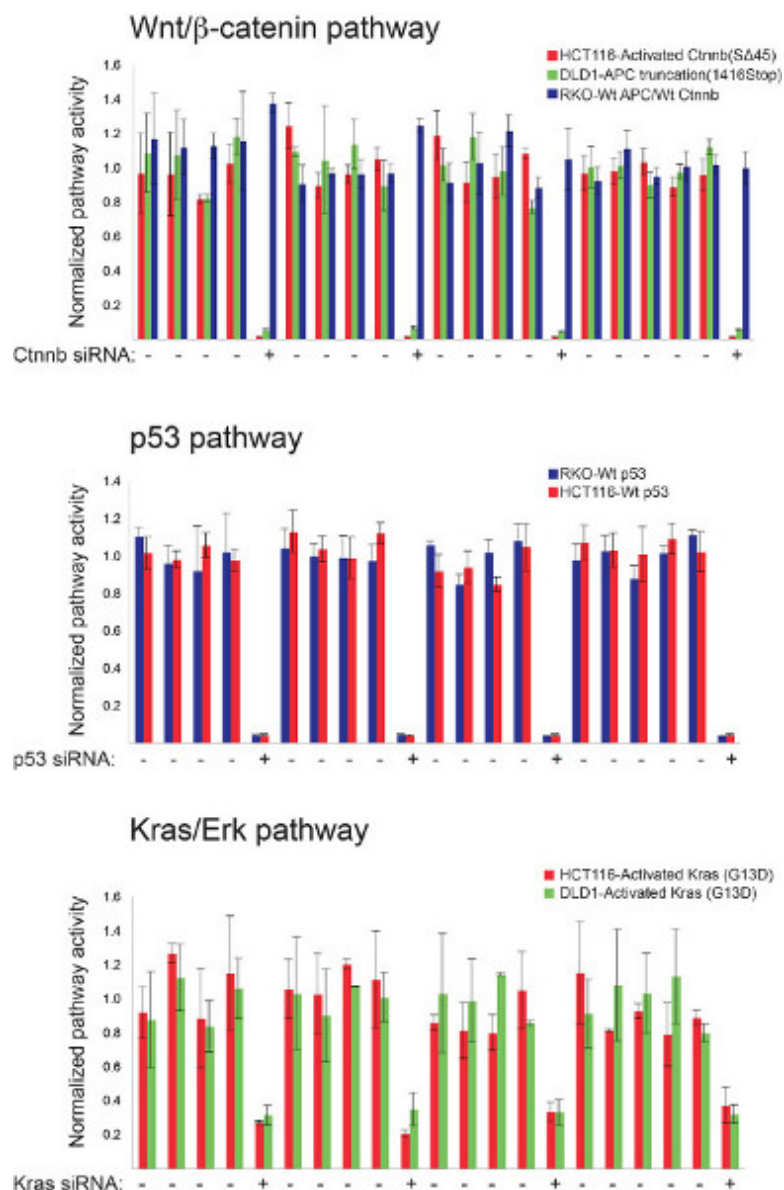 Wnt/β-catenin pathway
HCT116-Activated Ctnnb(SΔ45)
DLD1-APC truncation(1416Stop)
RKO-Wt APC/Wt Ctnnb
Normalized pathway activity
1.6
1.4
1.2
1.0
0.8
0.6
0.4
0.2
Ctnnb siRNA: - - - - + - - - - + - - - - + - - - - - +
p53 pathway
RKO-Wt p53
HCT116-Wt p53
Normalized pathway activity
1.4
1.2
1.0
0.8
0.6
0.4
0.2
p53 siRNA: - - - - + - - - - + - - - - + - - - - - +
Kras/Erk pathway
HCT116-Activated Kras (G13D)
DLD1-Activated Kras (G13D)
Normalized pathway activity
1.6
1.4
1.2
1.0
0.8
0.6
0.4
0.2
Kras siRNA: - - - - + - - - - + - - - - + - - - - - +